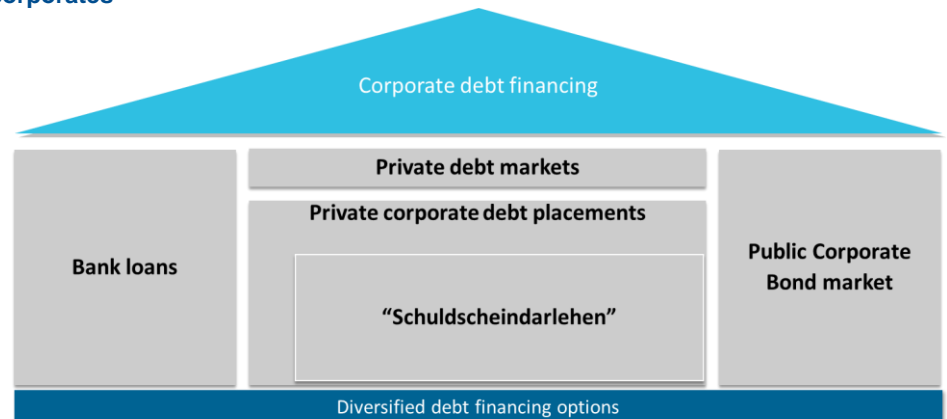 corporates
Corporate debt financing
Private debt markets
Private corporate debt placements
Bank loans
Public Corporate
Bond market
“Schuldscheindarlehen”
Diversified debt financing options